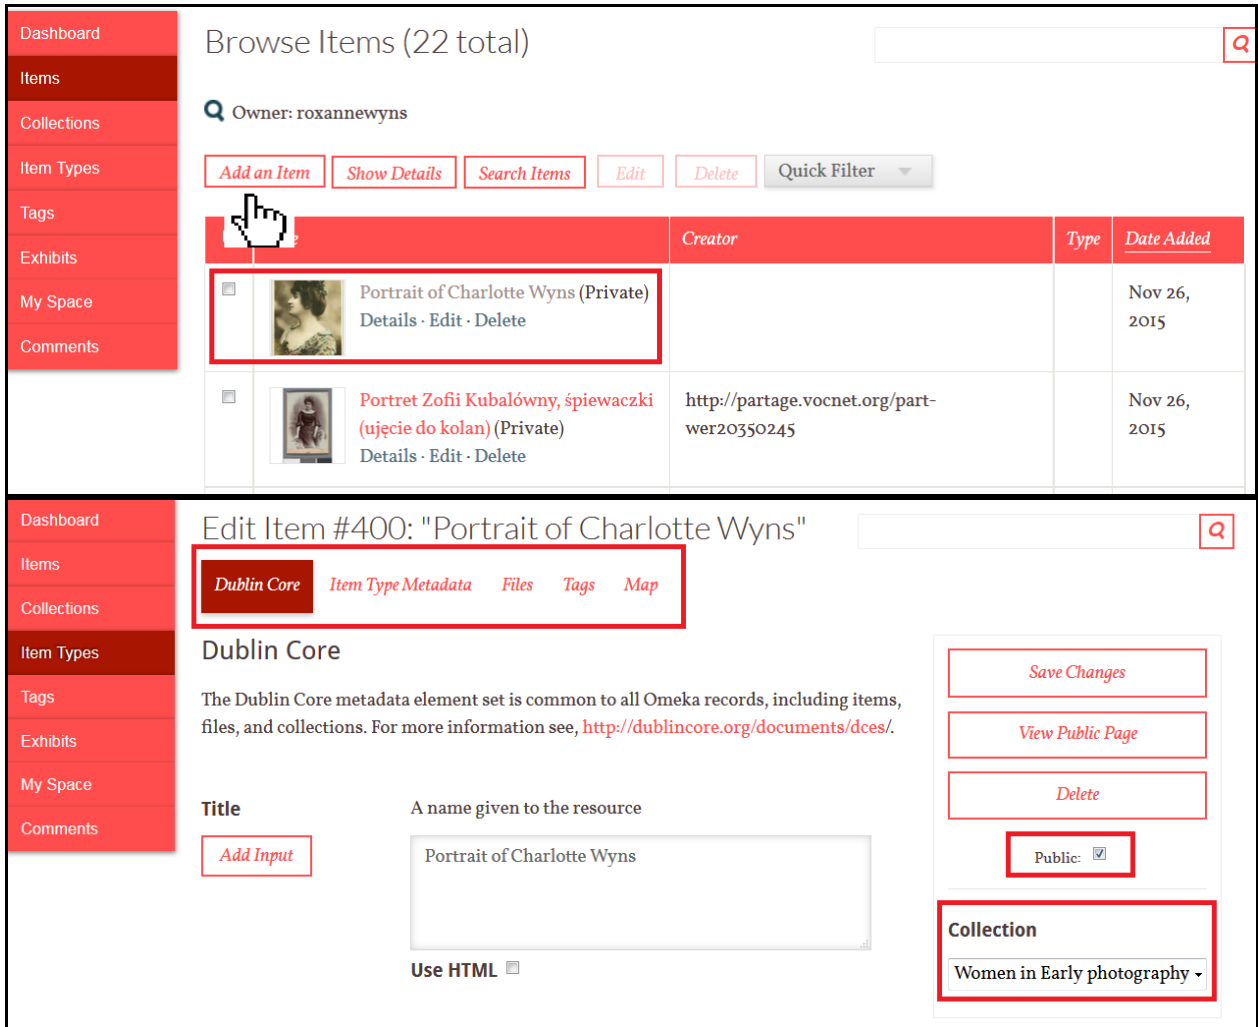 Dashboard
Items
Collections
Item Types
Tags
Exhibits
My Space
Comments
Browse Items (22 total)
Owner: roxannewyns
Add an Item
Show Details
Search Items
Edit
Delete
Quick Filter
Creator
Type
Date Added
Portrait of Charlotte Wyns (Private)
Details · Edit · Delete
Nov 26,
2015
Portret Zofii Kubalówny, śpiewaczki
(ujęcie do kolan) (Private)
Details · Edit · Delete
http://partage.vocnet.org/part-
wer20350245
Nov 26,
2015
Dashboard
Items
Collections
Item Types
Tags
Exhibits
My Space
Comments
Edit Item #400: "Portrait of Charlotte Wyns"
Dublin Core
Item Type Metadata
Files
Tags
Map
Dublin Core
The Dublin Core metadata element set is common to all Omeka records, including items,
files, and collections. For more information see, http://dublincore.org/documents/dces/.
Title
Add Input
A name given to the resource
Portrait of Charlotte Wyns
Use HTML
Save Changes
View Public Page
Delete
Public:
Collection
Women in Early photography